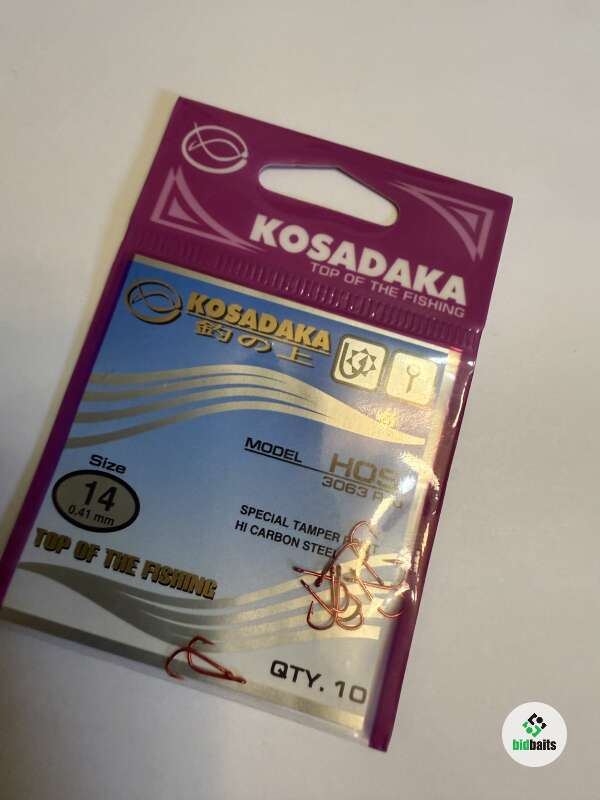 KOSADAKA
TOP OF THE FISHING
KOSADAKA
釣の上
MODEL
3063
Size
14
0.41 mm
SPECIAL TAMPER
HI CARBON STEEL
TOP OF THE FISHING
QTY. 10
bidbaits